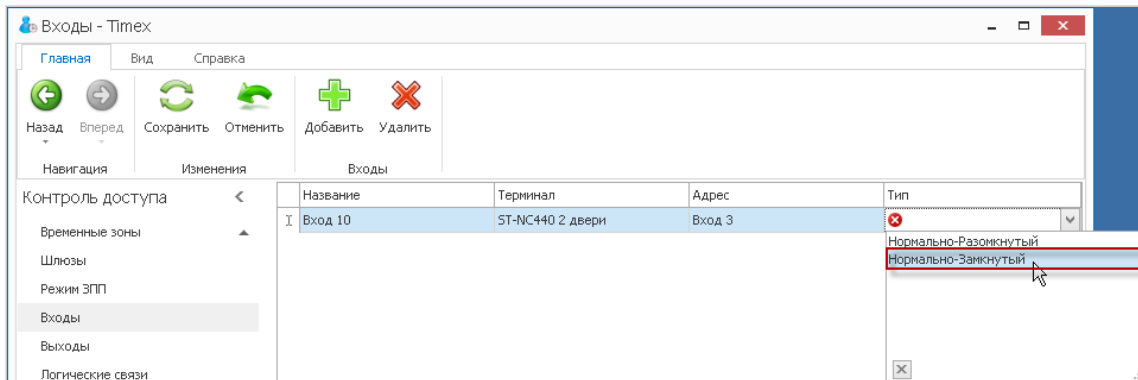 Входы - Timex
Главная Вид Справка
Назад Вперед Сохранить Отменить Добавить Удалить
Навигация Изменения Входы
Контроль доступа
Название Терминал Адрес Тип
Вход 10 ST-NC440 2 двери Вход 3
Временные зоны
Нормально-Разомкнутый
Шлюзы
Нормально-Замкнутый
Режим ЗПП
Входы
Выходы
Логические связи